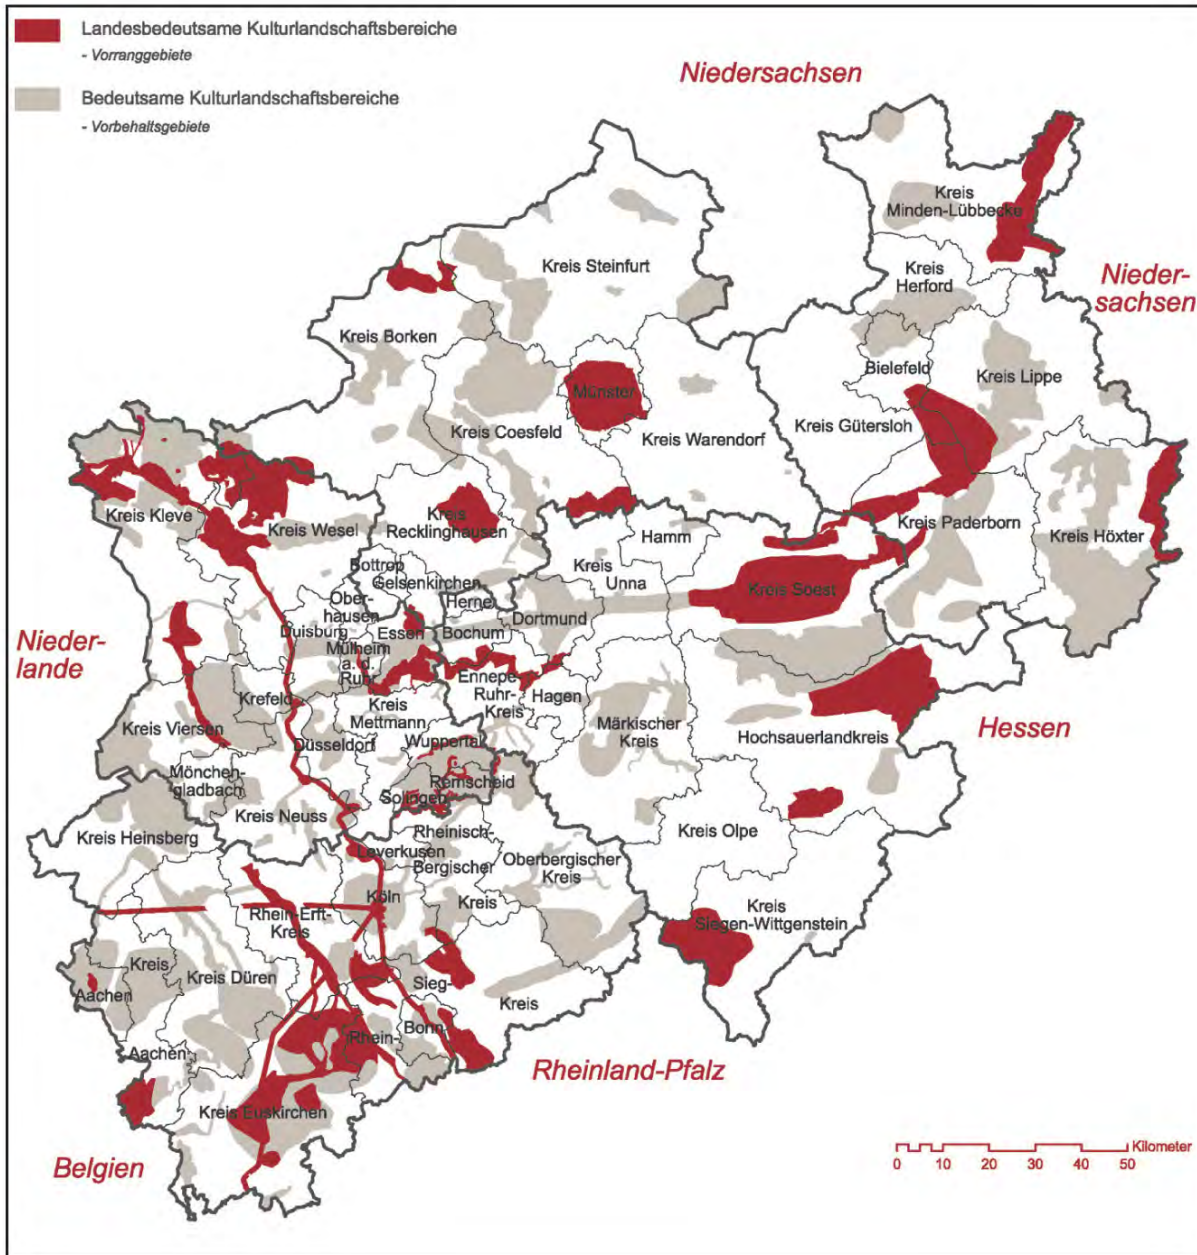 Landesbedeutsame Kulturlandschaftsbereiche
- Vorranggebiete
Bedeutsame Kulturlandschaftsbereiche
- Vorbehaltsgebiete
Niedersachsen
Kreis
Minden-Lübbecke
Kreis Steinfurt
Kreis
Herford
Nieder-
sachsen
Kreis Borken
Bielefeld
Kreis Lippe
Münster
Kreis Coesfeld
Kreis Warendorf
Kreis Gütersloh
Kreis Kleve
Kreis Wesel
Kreis
Recklinghausen
Kreis Paderborn
Kreis Höxter
Hamm
Kreis
Unna
Bottrop
Gelsenkirchen
Kreis Soest
Ober-
hausen
Herne
Dortmund
Duisburg
Essen
Bochum
Mülheim
a. d.
Ruhr
Nieder-
lande
Ennepe
Ruhr-
Kreis
Hagen
Krefeld
Kreis
Mettmann
Kreis Viersen
Düsseldorf
Wuppertal
Märkischer
Kreis
Hochsauerlandkreis
Hessen
Mönchen-
gladbach
Remscheid
Solingen
Kreis Neuss
Kreis Heinsberg
Rheinisch-
Bergischer
Kreis
Leverkusen
Oberbergischer
Kreis
Kreis Olpe
Köln
Rhein-Erft-
Kreis
Kreis
Siegen-Wittgenstein
Kreis
Aachen
Kreis Düren
Sieg-
Kreis
Aachen
Rhein-
Bonn
Rheinland-Pfalz
Kreis Euskirchen
Belgien
Kilometer
0 10 20 30 40 50